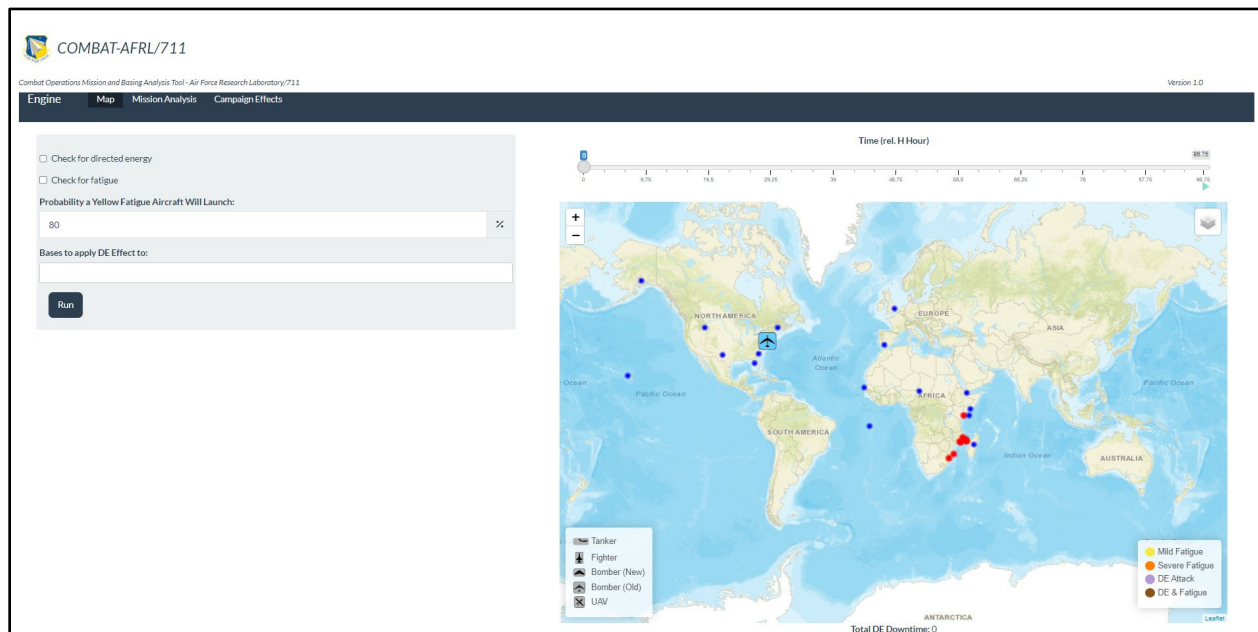 COMBAT-AFRL/711
Combat Operations Mission and Basing Analysis Tool - Air Force Research Laboratory/711
Version 1.0
Engine Map Mission Analysis Campaign Effects
Check for directed energy
Check for fatigue
Probability a Yellow Fatigue Aircraft Will Launch:
80 %
Bases to apply DE Effect to:
Run
Time (rel. H Hour)
0 96.75
0 9.75 19.5 29.25 39 48.75 58.5 68.25 78 87.75 96.75
+
−
NORTH AMERICA
EUROPE
ASIA
Atlantic
Ocean
Ocean
Pacific Ocean
AFRICA
Pacific Ocean
SOUTH AMERICA
Indian Ocean
AUSTRALIA
Tanker
Fighter
Bomber (New)
Bomber (Old)
UAV
Mild Fatigue
Severe Fatigue
DE Attack
DE & Fatigue
ANTARCTICA
Leaflet
Total DE Downtime: 0